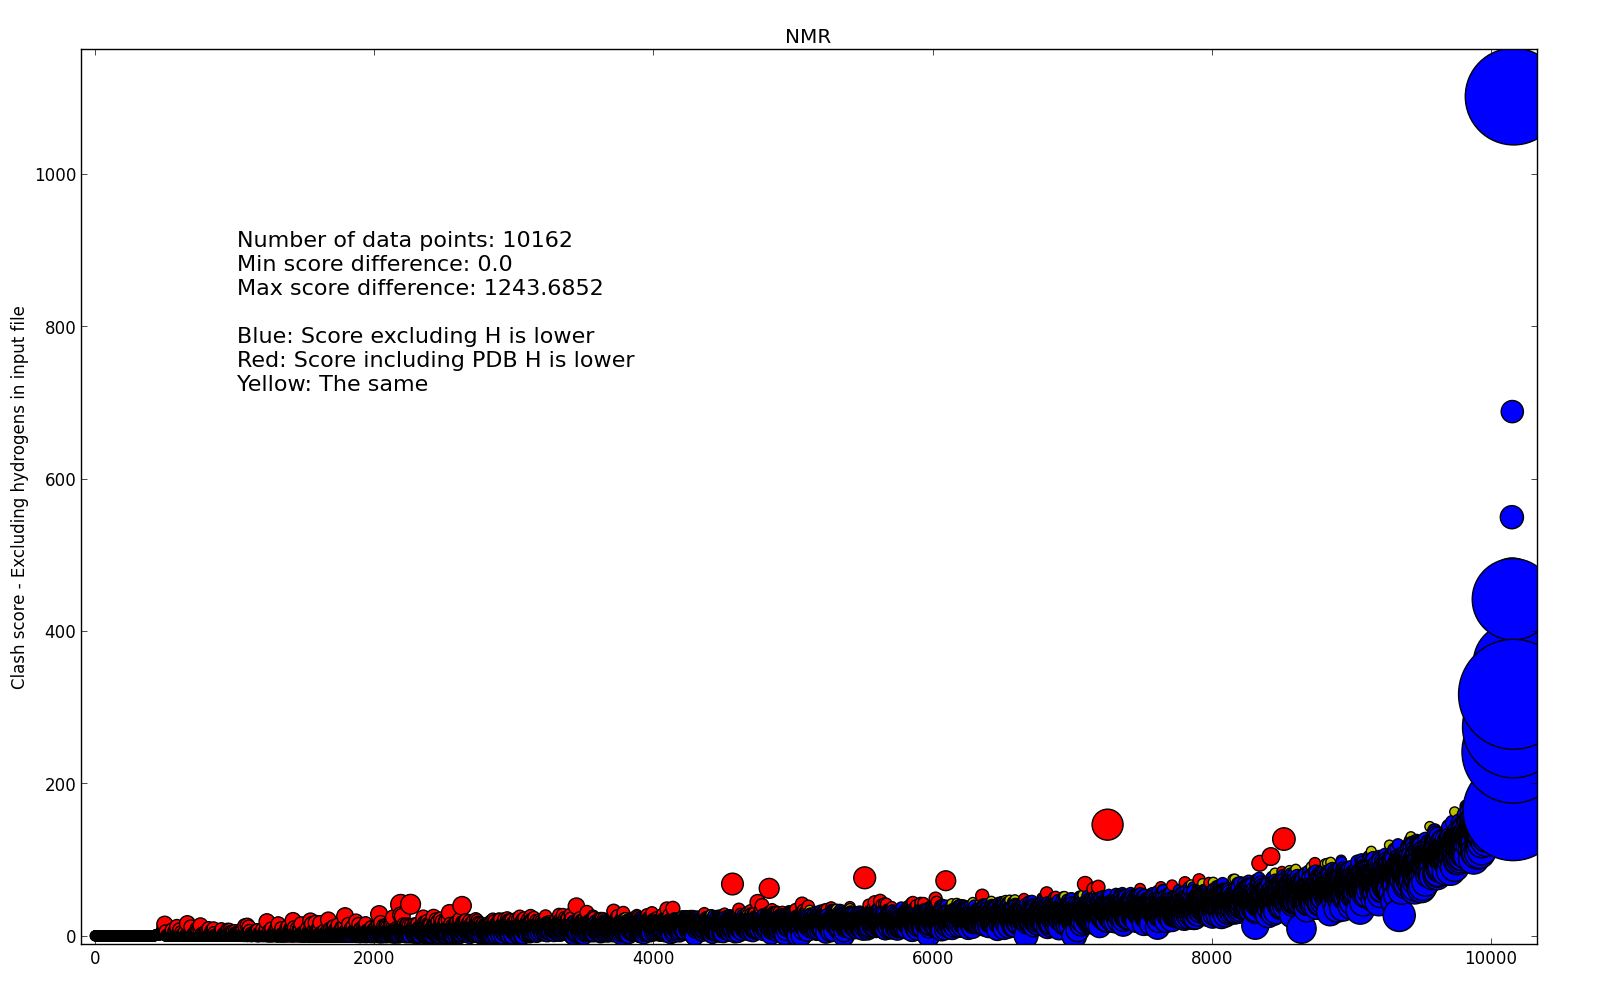 NMR
Clash score - Excluding hydrogens in input file
1000
800
600
400
200
0
Number of data points: 10162
Min score difference: 0.0
Max score difference: 1243.6852
Blue: Score excluding H is lower
Red: Score including PDB H is lower
Yellow: The same
0 2000 4000 6000 8000 10000